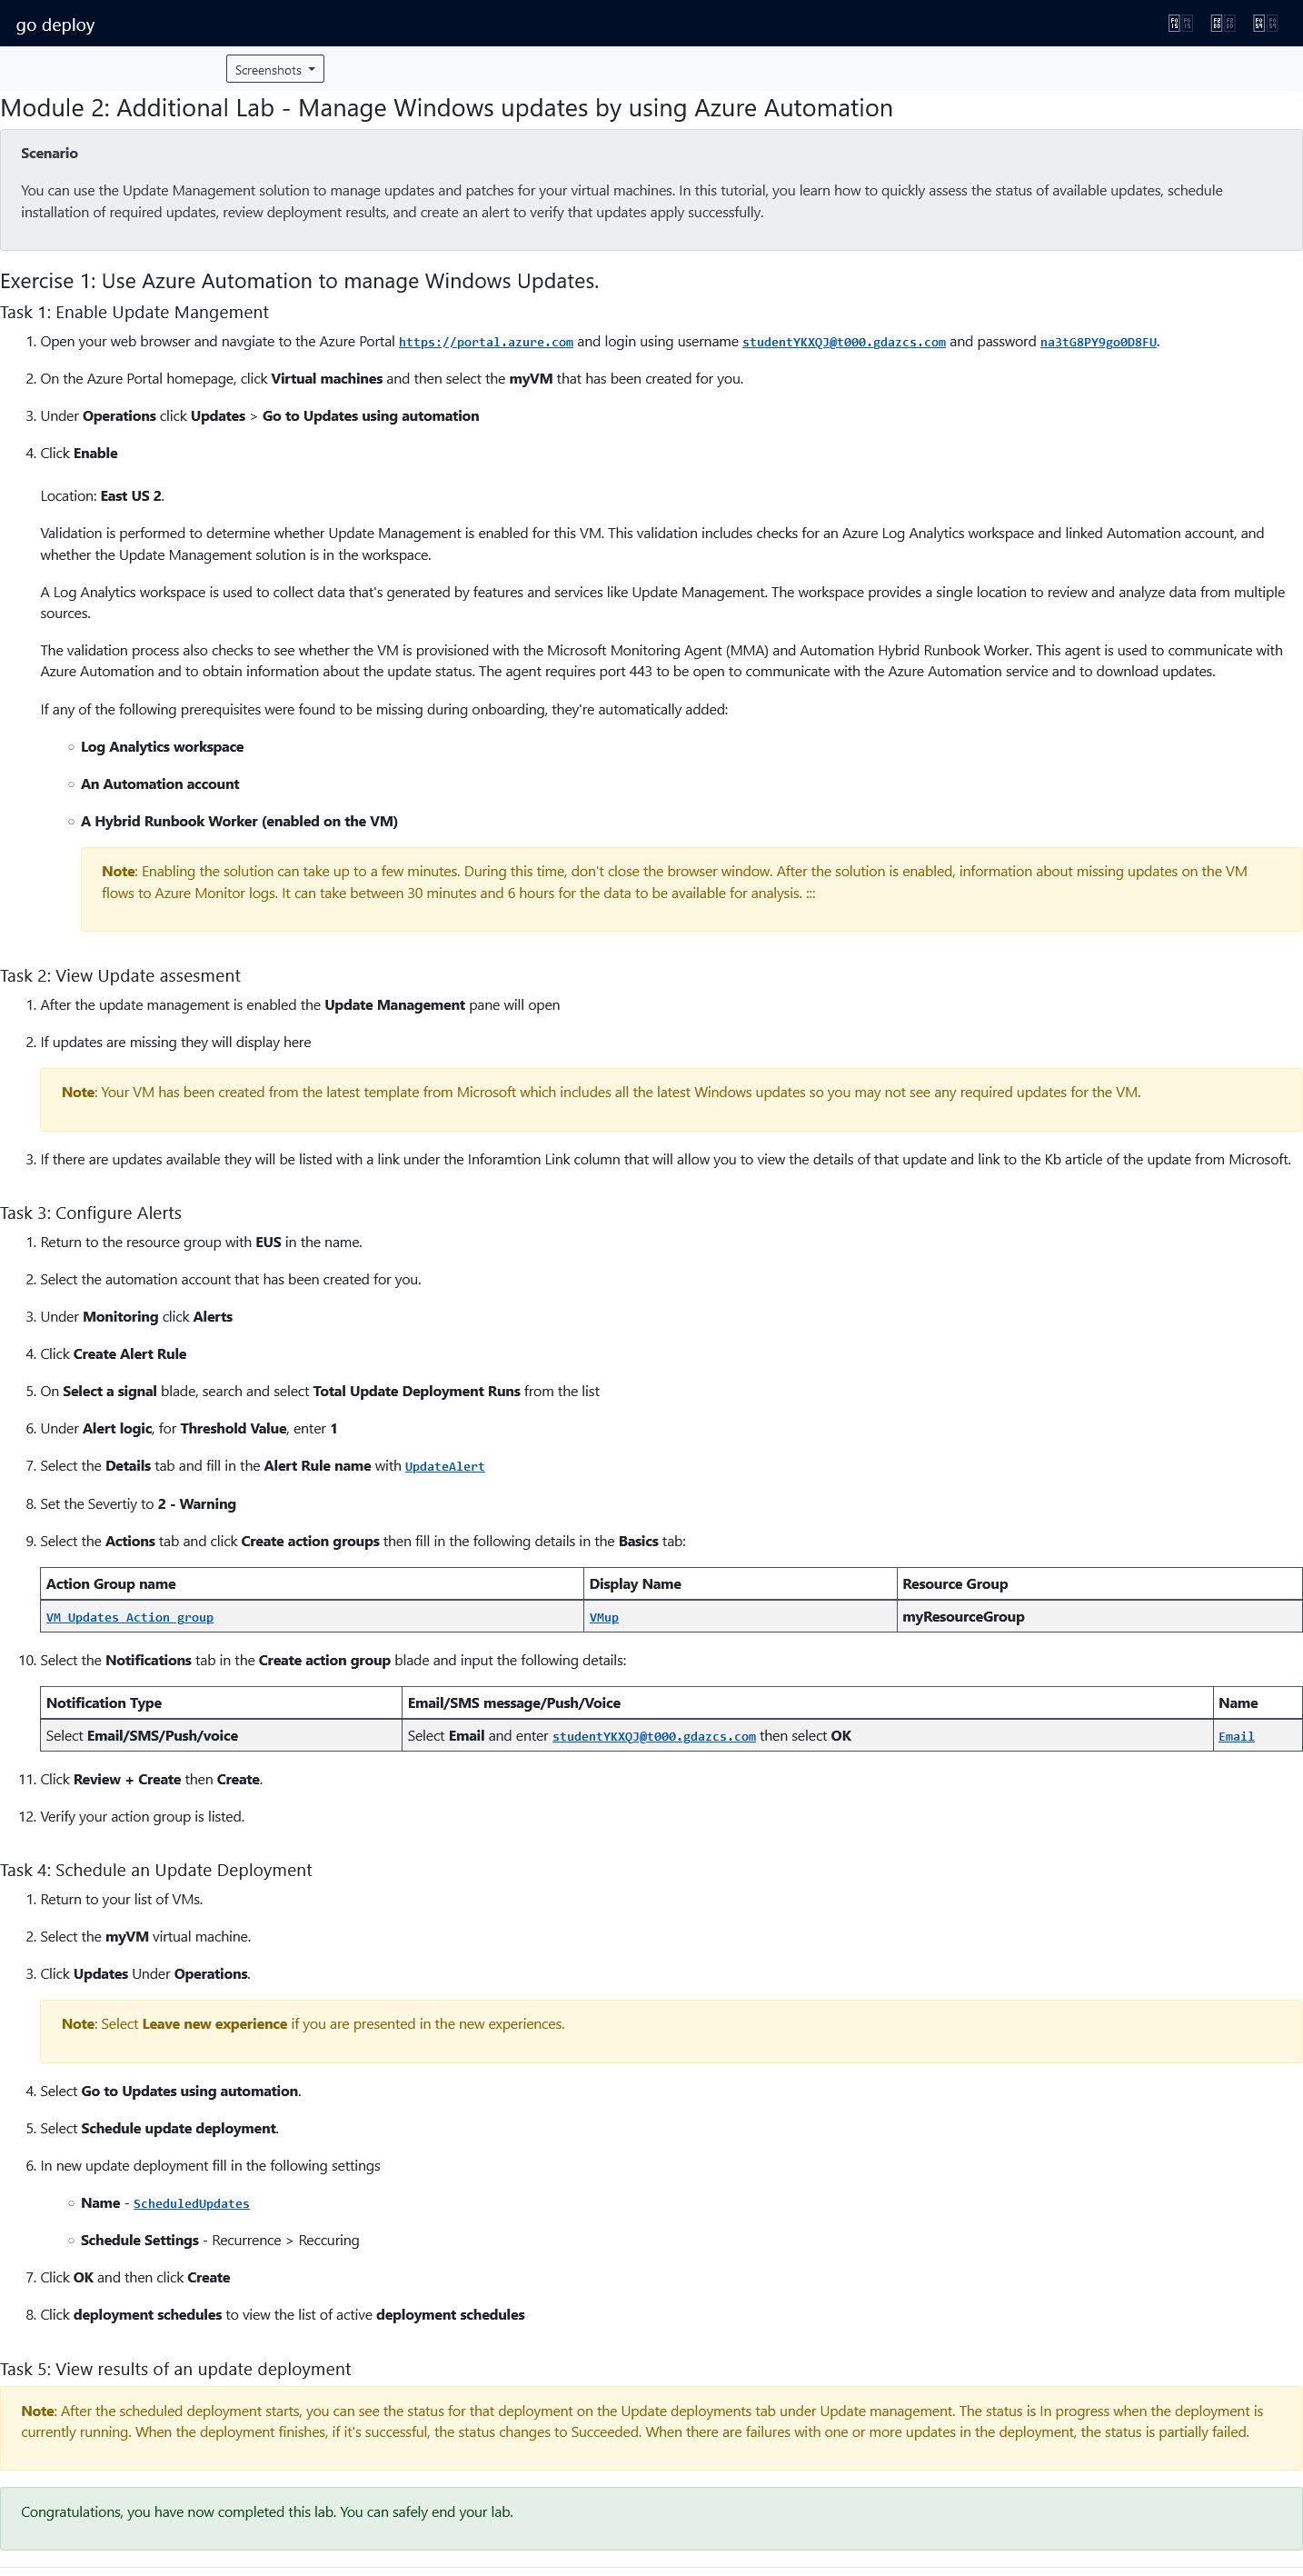 go deploy
Screenshots
Module 2: Additional Lab - Manage Windows updates by using Azure Automation
Scenario
You can use the Update Management solution to manage updates and patches for your virtual machines. In this tutorial, you learn how to quickly assess the status of available updates, schedule
installation of required updates, review deployment results, and create an alert to verify that updates apply successfully.
Exercise 1: Use Azure Automation to manage Windows Updates.
Task 1: Enable Update Mangement
1. Open your web browser and navgiate to the Azure Portal https://portal.azure.com and login using username studentYKXQJ@t000.gdazcs.com and password na3tG8PY9go0D8FU.
2. On the Azure Portal homepage, click Virtual machines and then select the myVM that has been created for you.
3. Under Operations click Updates > Go to Updates using automation
4. Click Enable
Location: East US 2.
Validation is performed to determine whether Update Management is enabled for this VM. This validation includes checks for an Azure Log Analytics workspace and linked Automation account, and
whether the Update Management solution is in the workspace.
A Log Analytics workspace is used to collect data that's generated by features and services like Update Management. The workspace provides a single location to review and analyze data from multiple
sources.
The validation process also checks to see whether the VM is provisioned with the Microsoft Monitoring Agent (MMA) and Automation Hybrid Runbook Worker. This agent is used to communicate with
Azure Automation and to obtain information about the update status. The agent requires port 443 to be open to communicate with the Azure Automation service and to download updates.
If any of the following prerequisites were found to be missing during onboarding, they're automatically added:
Log Analytics workspace
An Automation account
A Hybrid Runbook Worker (enabled on the VM)
Note: Enabling the solution can take up to a few minutes. During this time, don't close the browser window. After the solution is enabled, information about missing updates on the VM
flows to Azure Monitor logs. It can take between 30 minutes and 6 hours for the data to be available for analysis. :::
Task 2: View Update assesment
1. After the update management is enabled the Update Management pane will open
2. If updates are missing they will display here
Note: Your VM has been created from the latest template from Microsoft which includes all the latest Windows updates so you may not see any required updates for the VM.
3. If there are updates available they will be listed with a link under the Inforamtion Link column that will allow you to view the details of that update and link to the Kb article of the update from Microsoft.
Task 3: Configure Alerts
1. Return to the resource group with EUS in the name.
2. Select the automation account that has been created for you.
3. Under Monitoring click Alerts
4. Click Create Alert Rule
5. On Select a signal blade, search and select Total Update Deployment Runs from the list
6. Under Alert logic, for Threshold Value, enter 1
7. Select the Details tab and fill in the Alert Rule name with UpdateAlert
8. Set the Severtiy to 2 - Warning
9. Select the Actions tab and click Create action groups then fill in the following details in the Basics tab:
Action Group name Display Name Resource Group
VM Updates Action group VMup myResourceGroup
10. Select the Notifications tab in the Create action group blade and input the following details:
Notification Type Email/SMS message/Push/Voice Name
Select Email/SMS/Push/voice Select Email and enter studentYKXQJ@t000.gdazcs.com then select OK Email
11. Click Review + Create then Create.
12. Verify your action group is listed.
Task 4: Schedule an Update Deployment
1. Return to your list of VMs.
2. Select the myVM virtual machine.
3. Click Updates Under Operations.
Note: Select Leave new experience if you are presented in the new experiences.
4. Select Go to Updates using automation.
5. Select Schedule update deployment.
6. In new update deployment fill in the following settings
Name - ScheduledUpdates
Schedule Settings - Recurrence > Reccuring
7. Click OK and then click Create
8. Click deployment schedules to view the list of active deployment schedules
Task 5: View results of an update deployment
Note: After the scheduled deployment starts, you can see the status for that deployment on the Update deployments tab under Update management. The status is In progress when the deployment is
currently running. When the deployment finishes, if it's successful, the status changes to Succeeded. When there are failures with one or more updates in the deployment, the status is partially failed.
Congratulations, you have now completed this lab. You can safely end your lab.